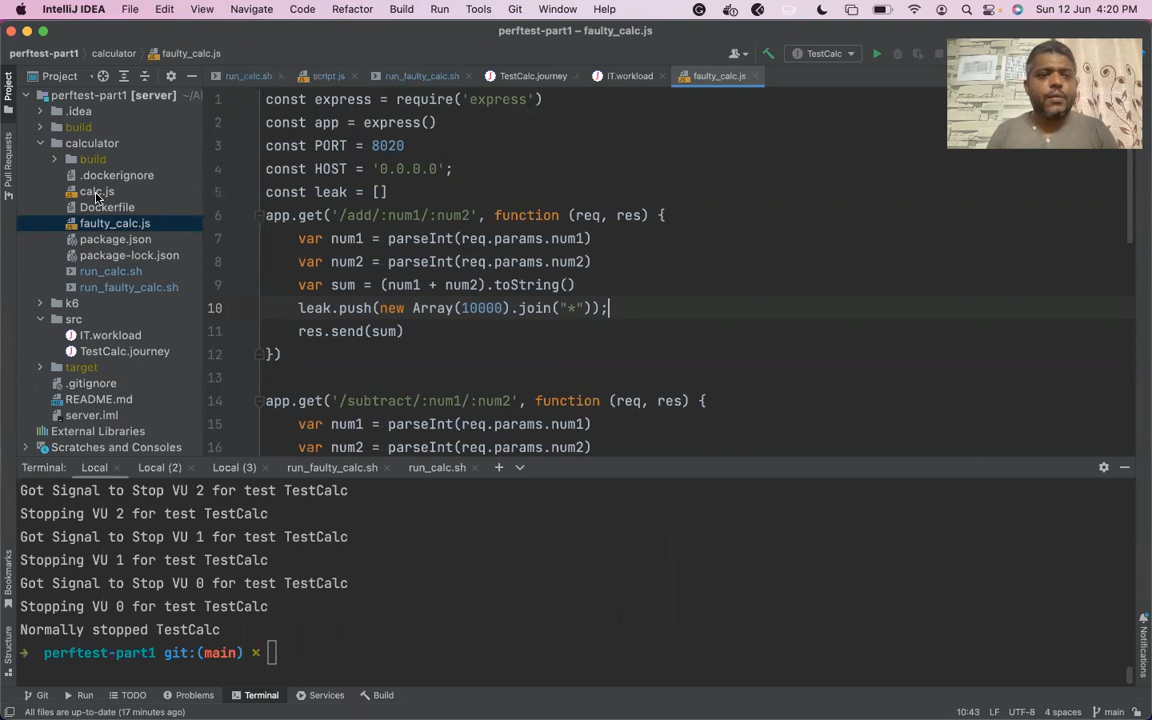 IntelliJ IDEA File Edit View Navigate Code Refactor Build Run Tools Git Window Help Sun 12 Jun 4:20 PM
perftest-part1 – faulty_calc.js
perftest-part1 calculator faulty_calc.js TestCalc
Project run_calc.sh script.js run_faulty_calc.sh TestCalc.journey IT.workload faulty_calc.js
Project
Pull Requests
perftest-part1 [server]
.idea
build
calculator
build
.dockerignore
calc.js
Dockerfile
faulty_calc.js
package.json
package-lock.json
run_calc.sh
run_faulty_calc.sh
k6
src
IT.workload
TestCalc.journey
target
.gitignore
README.md
server.iml
External Libraries
Scratches and Consoles
1 const express = require('express')
2 const app = express()
3 const PORT = 8020
4 const HOST = '0.0.0.0';
5 const leak = []
6 app.get('/add/:num1/:num2', function (req, res) {
7 var num1 = parseInt(req.params.num1)
8 var num2 = parseInt(req.params.num2)
9 var sum = (num1 + num2).toString()
10 leak.push(new Array(10000).join("*"));
11 res.send(sum)
12 })
13
14 app.get('/subtract/:num1/:num2', function (req, res) {
15 var num1 = parseInt(req.params.num1)
16 var num2 = parseInt(req.params.num2)
Terminal: Local Local (2) Local (3) run_faulty_calc.sh run_calc.sh
Got Signal to Stop VU 2 for test TestCalc
Stopping VU 2 for test TestCalc
Got Signal to Stop VU 1 for test TestCalc
Stopping VU 1 for test TestCalc
Got Signal to Stop VU 0 for test TestCalc
Stopping VU 0 for test TestCalc
Normally stopped TestCalc
→ perftest-part1 git:(main) ×
Bookmarks
Structure
Notifications
Git Run TODO Problems Terminal Services Build
All files are up-to-date (17 minutes ago) 10:43 LF UTF-8 4 spaces main